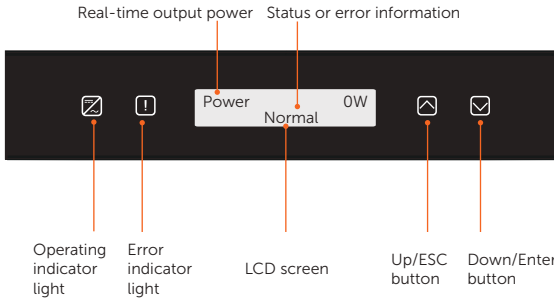 Real-time output power
Status or error information
Power 0W
Normal
Operating
indicator
light
Error
indicator
light
LCD screen
Up/ESC
button
Down/Enter
button